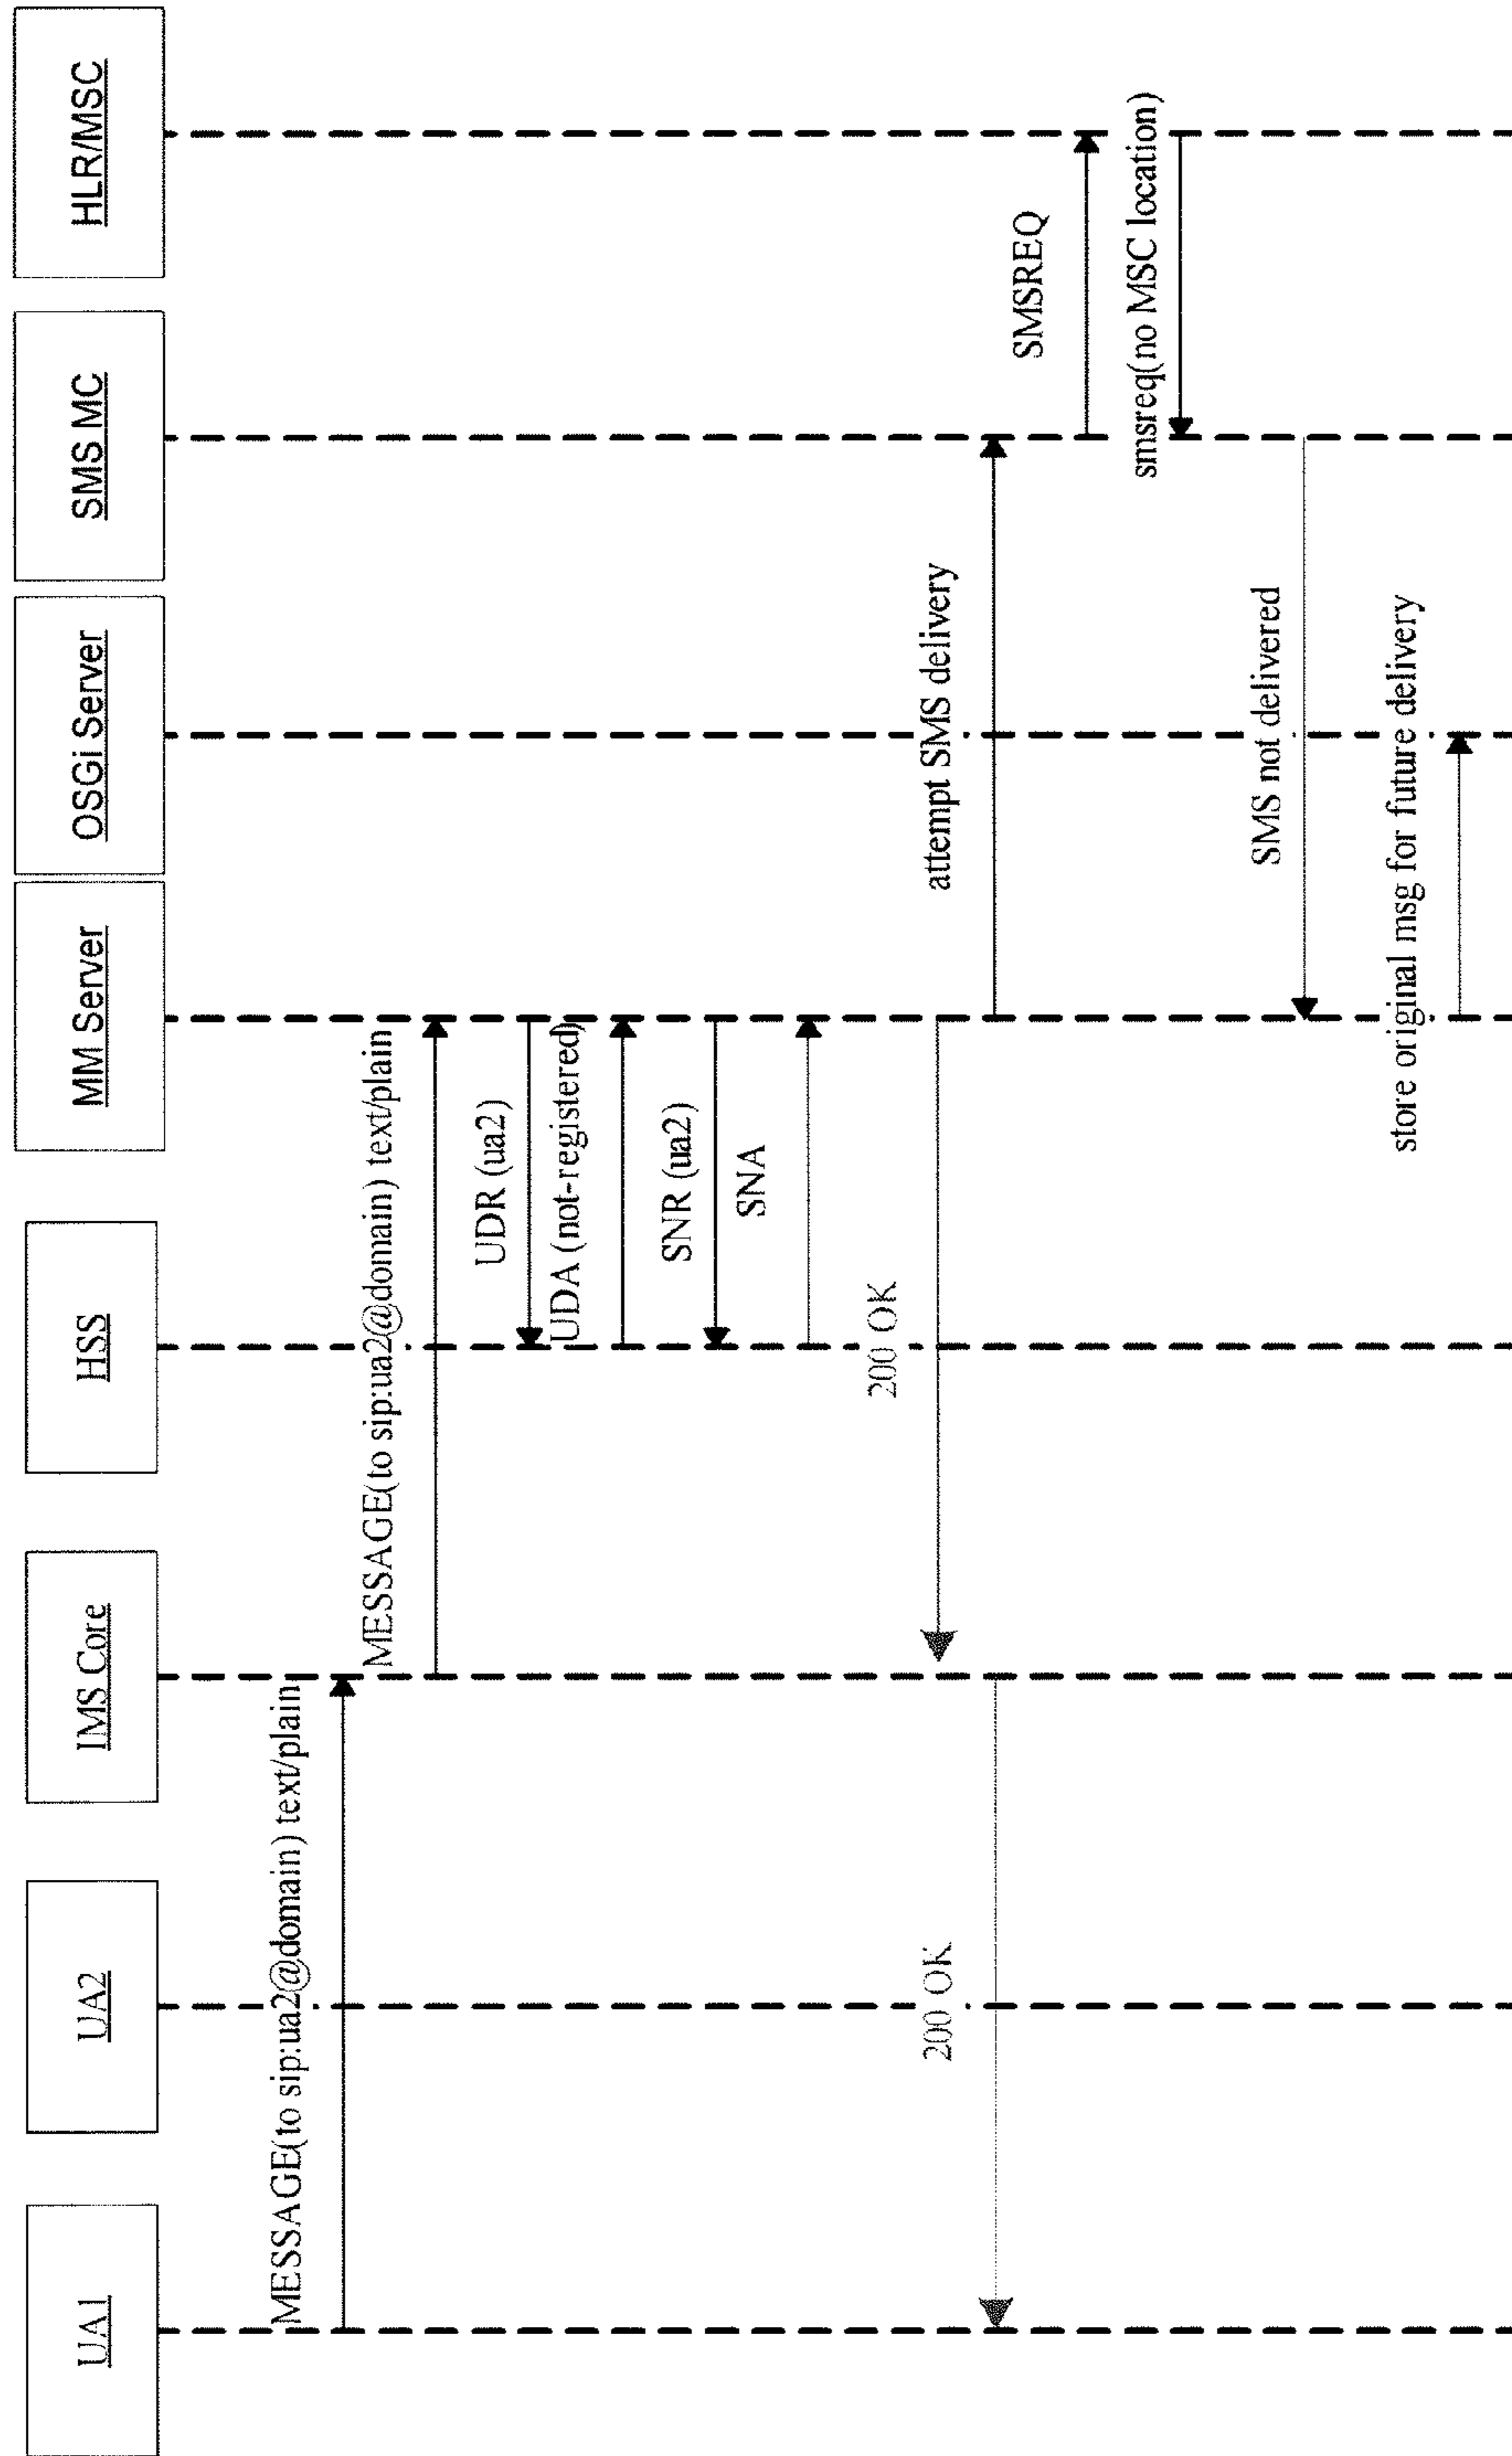 UA1
UA2
IMS Core
HSS
MM Server
OSGi Server
SMS MC
HLR/MSC
MESSAGE(to sip:ua2@domain) text/plain
MESSAGE(to sip:ua2@domain) text/plain
UDR (ua2)
UDA (not-registered)
SNR (ua2)
SNA
200 OK
attempt SMS delivery
200 OK
SMSREQ
smsreq(no MSC location)
SMS not delivered
store original msg for future delivery